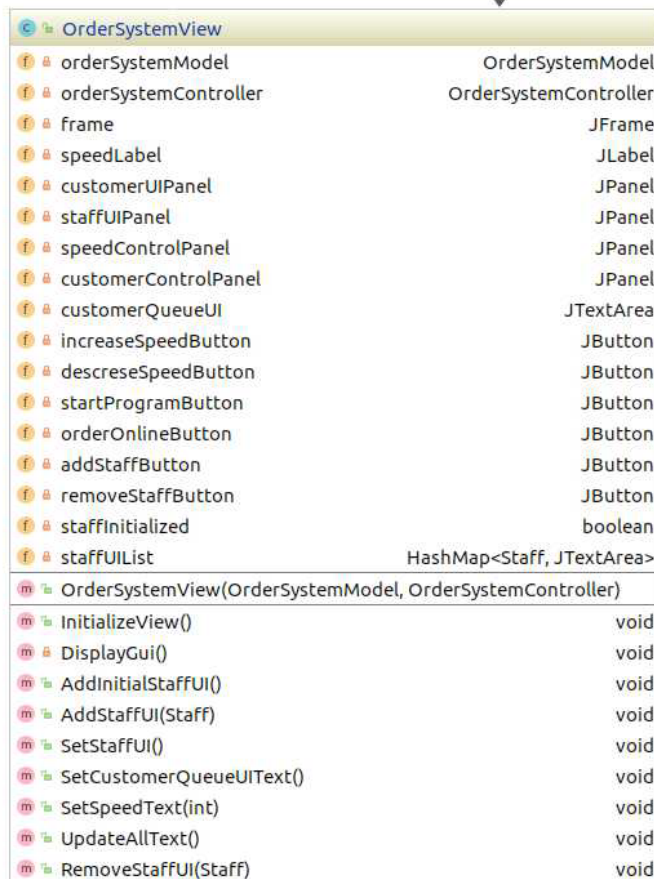 OrderSystemView
orderSystemModel OrderSystemModel
orderSystemController OrderSystemController
frame JFrame
speedLabel JLabel
customerUIPanel JPanel
staffUIPanel JPanel
speedControlPanel JPanel
customerControlPanel JPanel
customerQueueUI JTextArea
increaseSpeedButton JButton
descreseSpeedButton JButton
startProgramButton JButton
orderOnlineButton JButton
addStaffButton JButton
removeStaffButton JButton
staffInitialized boolean
staffUIList HashMap<Staff, JTextArea>
OrderSystemView(OrderSystemModel, OrderSystemController)
InitializeView() void
DisplayGui() void
AddInitialStaffUI() void
AddStaffUI(Staff) void
SetStaffUI() void
SetCustomerQueueUIText() void
SetSpeedText(int) void
UpdateAllText() void
RemoveStaffUI(Staff) void